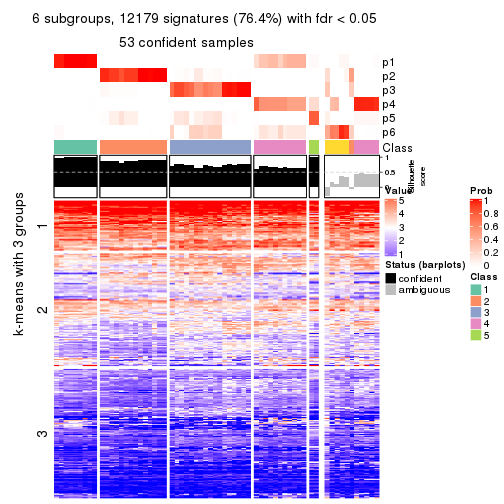 6 subgroups, 12179 signatures (76.4%) with fdr < 0.05
53 confident samples
p1
p2
p3
p4
p5
p6
Class
1
0.5
0
Silhouette
score
k-means with 3 groups
1
2
3
Value
5
4
3
2
1
Status (barplots)
confident
ambiguous
Prob
1
0.8
0.6
0.4
0.2
0
Class
1
2
3
4
5